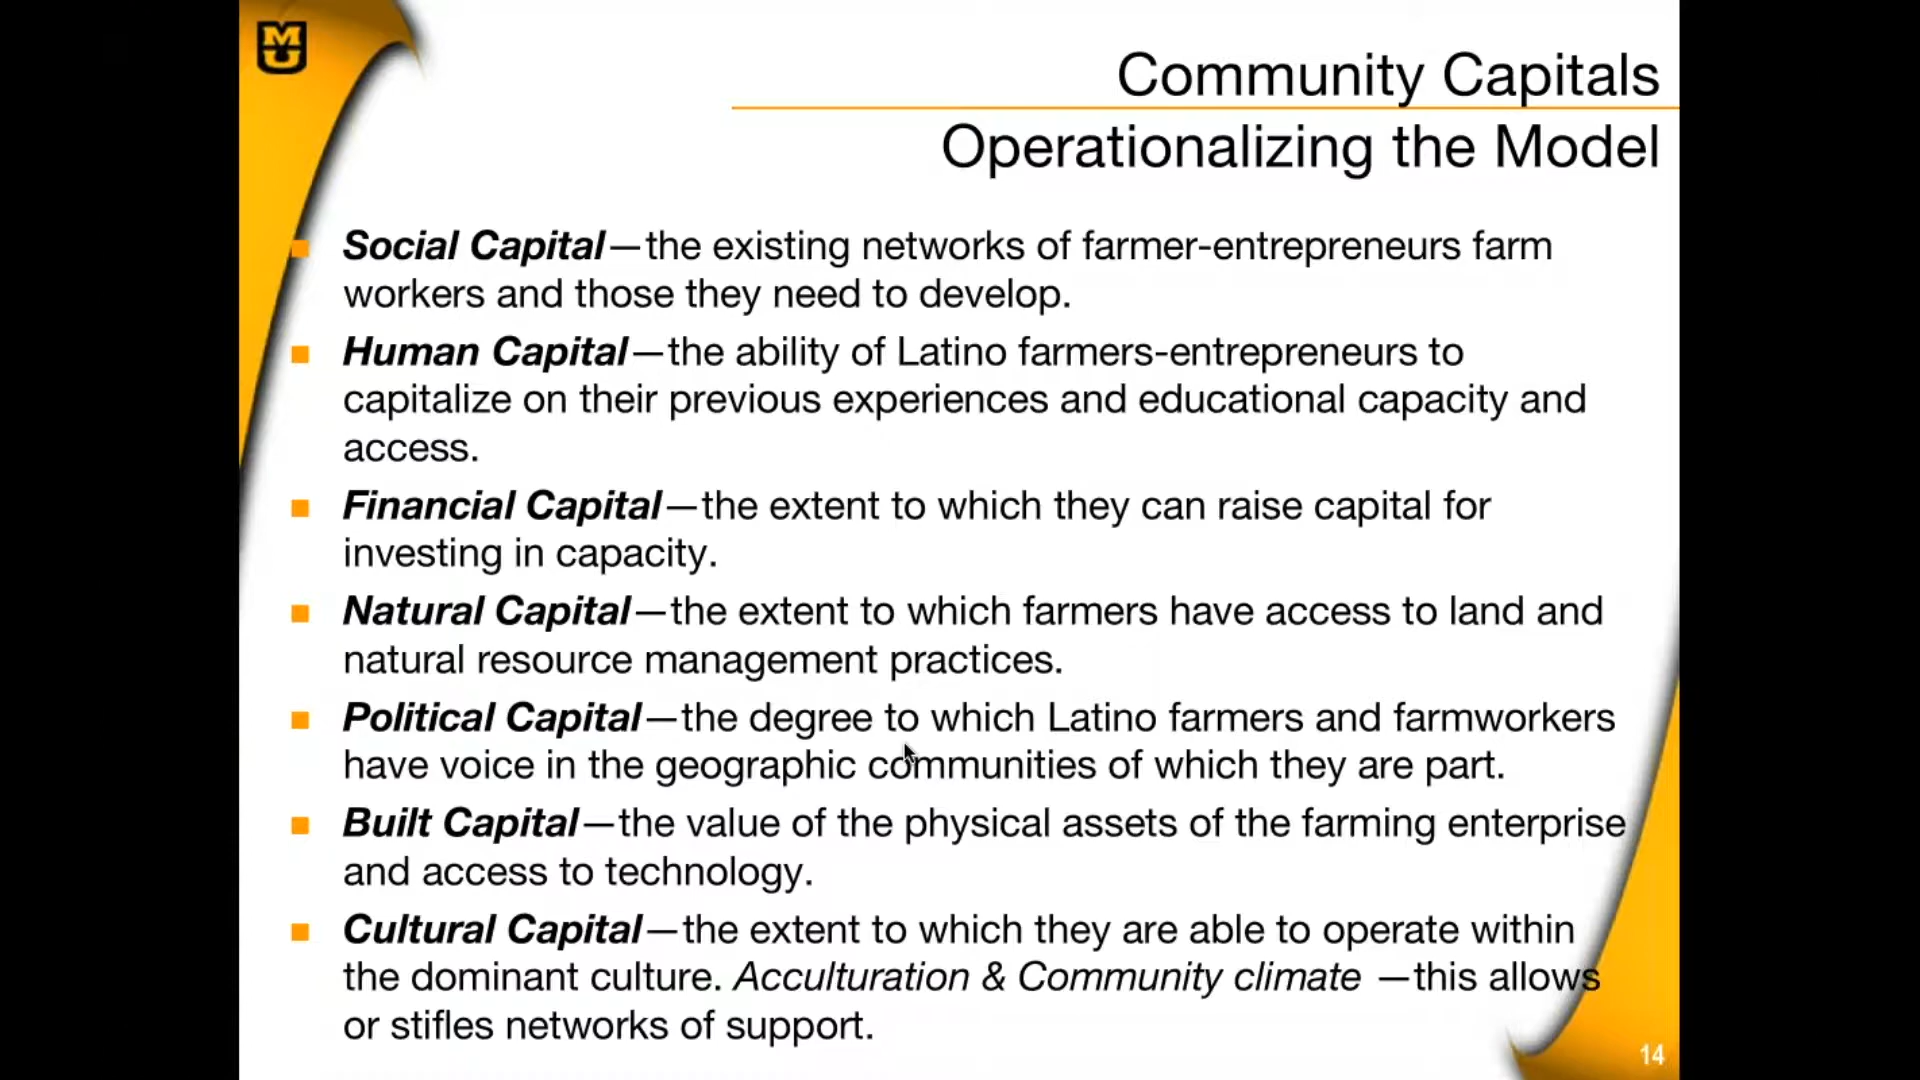 MU
Community Capitals
Operationalizing the Model
Social Capital—the existing networks of farmer-entrepreneurs farm
workers and those they need to develop.
Human Capital—the ability of Latino farmers-entrepreneurs to
capitalize on their previous experiences and educational capacity and
access.
Financial Capital—the extent to which they can raise capital for
investing in capacity.
Natural Capital—the extent to which farmers have access to land and
natural resource management practices.
Political Capital—the degree to which Latino farmers and farmworkers
have voice in the geographic communities of which they are part.
Built Capital—the value of the physical assets of the farming enterprise
and access to technology.
Cultural Capital—the extent to which they are able to operate within
the dominant culture. Acculturation & Community climate —this allows
or stifles networks of support.
14